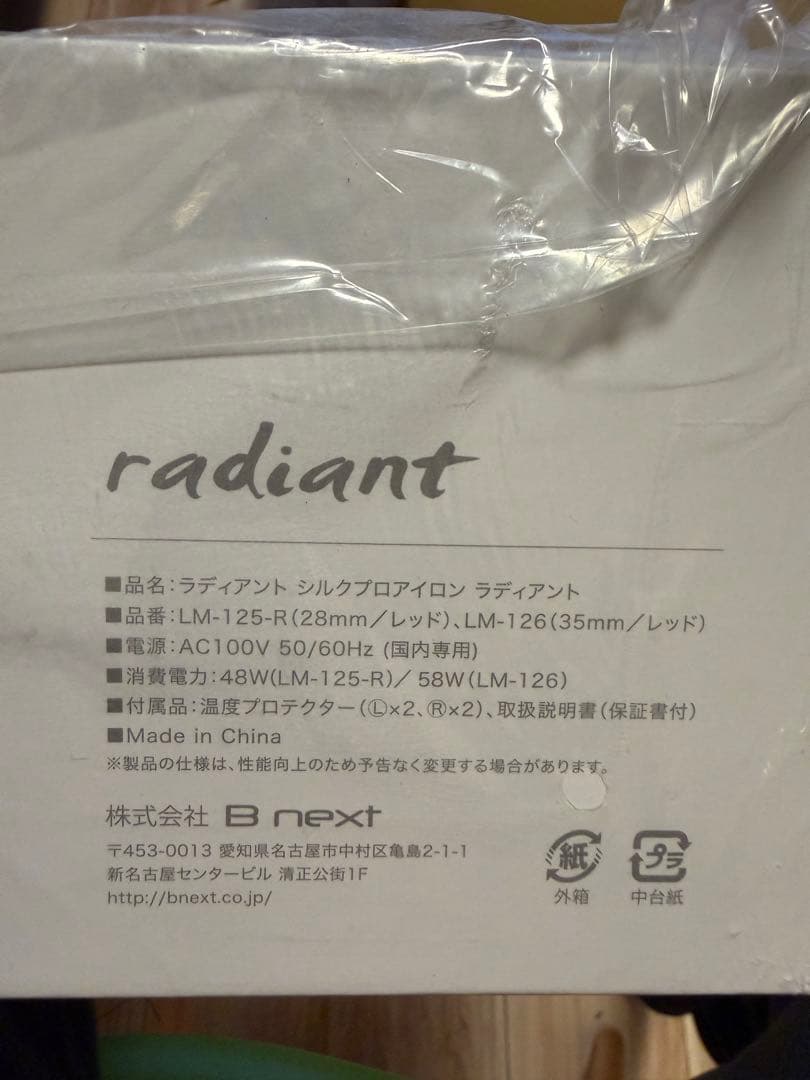 radiant
■品名：ラディアント シルクプロアイロン ラディアント
■品番：LM-125-R（28mm／レッド）、LM-126（35mm／レッド）
■電源：AC100V 50/60Hz (国内専用)
■消費電力：48W(LM-125-R)／58W（LM-126）
■付属品：温度プロテクター（Ⓛ×2、Ⓡ×2）、取扱説明書（保証書付）
■Made in China
※製品の仕様は、性能向上のため予告なく変更する場合があります。
株式会社 B next
〒453-0013 愛知県名古屋市中村区亀島2-1-1
新名古屋センタービル 清正公街1F
http://bnext.co.jp/
紙 プラ
外箱 中台紙